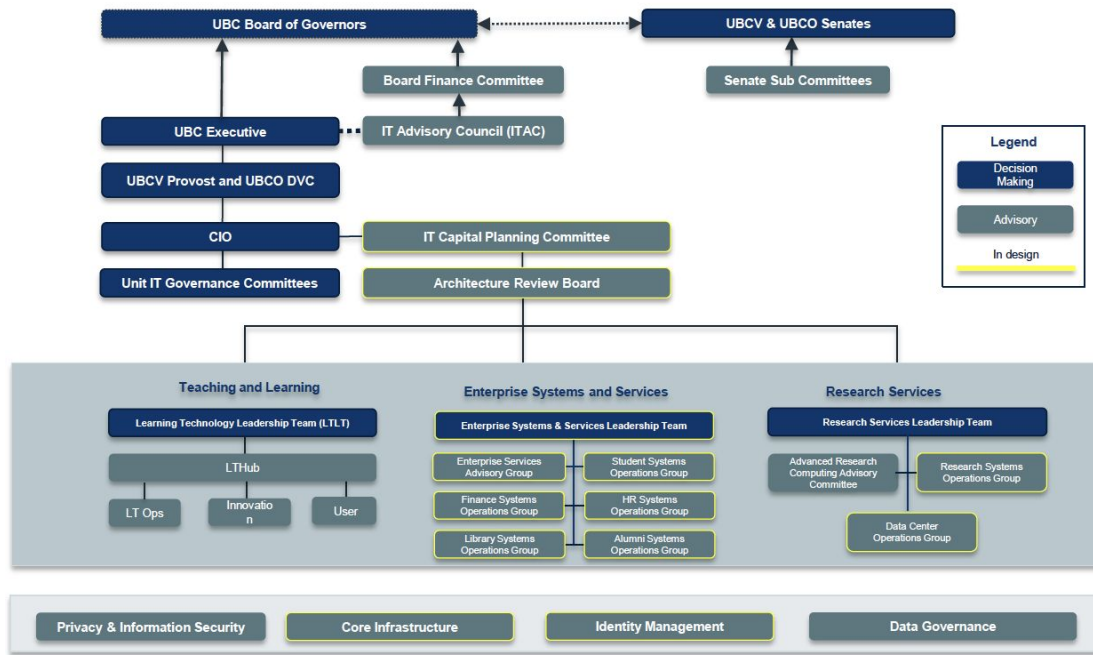 UBC Board of Governors
UBCV & UBCO Senates
Board Finance Committee
Senate Sub Committees
UBC Executive
IT Advisory Council (ITAC)
Legend
Decision
Making
Advisory
In design
UBCV Provost and UBCO DVC
CIO
IT Capital Planning Committee
Unit IT Governance Committees
Architecture Review Board
Teaching and Learning
Learning Technology Leadership Team (LTLT)
LTHub
LT Ops
Innovatio
n
User
Enterprise Systems and Services
Enterprise Systems & Services Leadership Team
Enterprise Services
Advisory Group
Student Systems
Operations Group
Finance Systems
Operations Group
HR Systems
Operations Group
Library Systems
Operations Group
Alumni Systems
Operations Group
Research Services
Research Services Leadership Team
Advanced Research
Computing Advisory
Committee
Research Systems
Operations Group
Data Center
Operations Group
Privacy & Information Security
Core Infrastructure
Identity Management
Data Governance